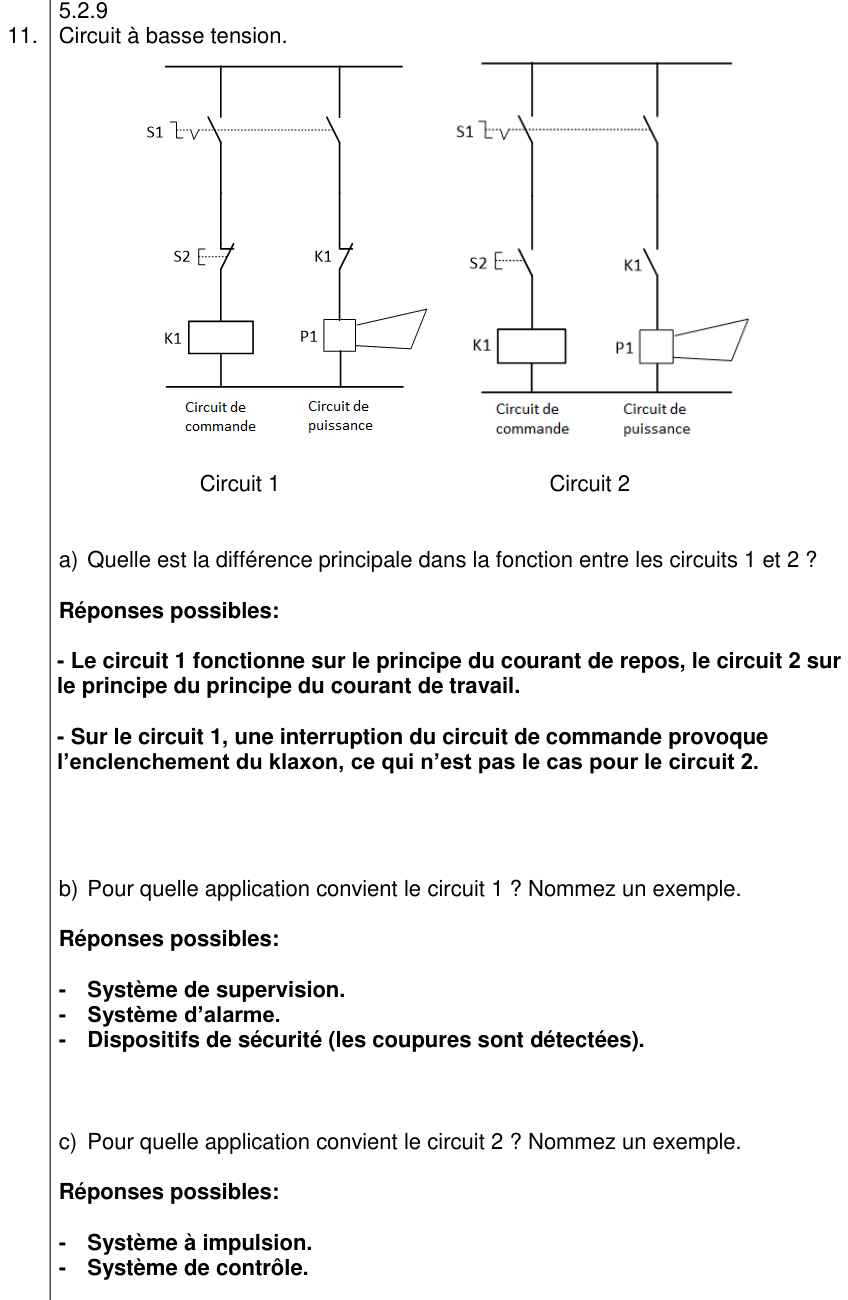 5.2.9
11. Circuit à basse tension.
S1 S1
S2 K1 S2 K1
K1 P1 K1 P1
Circuit de commande Circuit de puissance Circuit de commande Circuit de puissance
Circuit 1 Circuit 2
a) Quelle est la différence principale dans la fonction entre les circuits 1 et 2 ?
Réponses possibles:
- Le circuit 1 fonctionne sur le principe du courant de repos, le circuit 2 sur
le principe du principe du courant de travail.
- Sur le circuit 1, une interruption du circuit de commande provoque
l’enclenchement du klaxon, ce qui n’est pas le cas pour le circuit 2.
b) Pour quelle application convient le circuit 1 ? Nommez un exemple.
Réponses possibles:
- Système de supervision.
- Système d’alarme.
- Dispositifs de sécurité (les coupures sont détectées).
c) Pour quelle application convient le circuit 2 ? Nommez un exemple.
Réponses possibles:
- Système à impulsion.
- Système de contrôle.